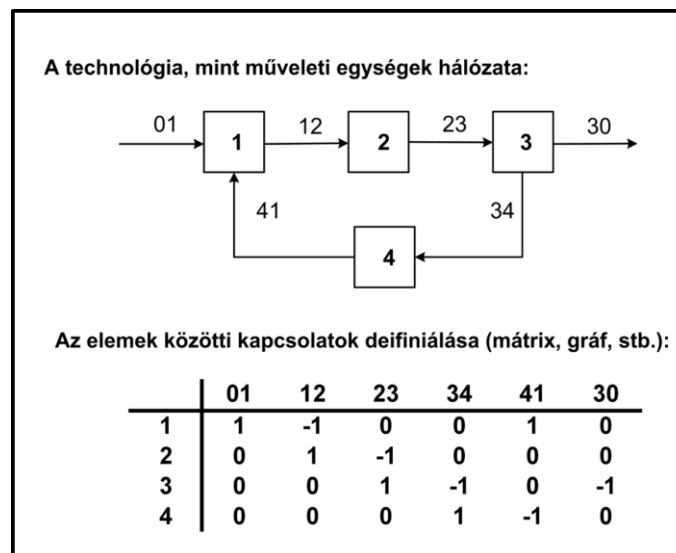 A technológia, mint műveleti egységek hálózata:
01 12 23 30
1 2 3
41 34
4
Az elemek közötti kapcsolatok deifiniálása (mátrix, gráf, stb.):
01 12 23 34 41 30
1 1 -1 0 0 1 0
2 0 1 -1 0 0 0
3 0 0 1 -1 0 -1
4 0 0 0 1 -1 0